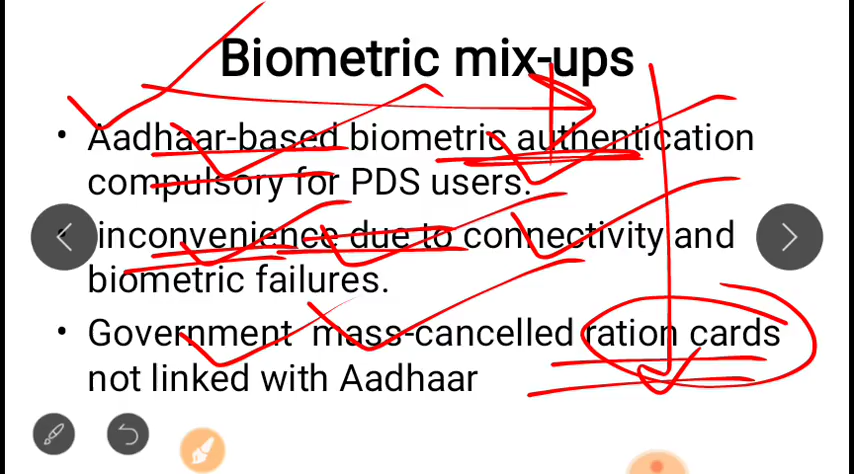 Biometric mix-ups
• Aadhaar-based biometric authentication
compulsory for PDS users.
• inconvenience due to connectivity and
biometric failures.
• Government mass-cancelled ration cards
not linked with Aadhaar